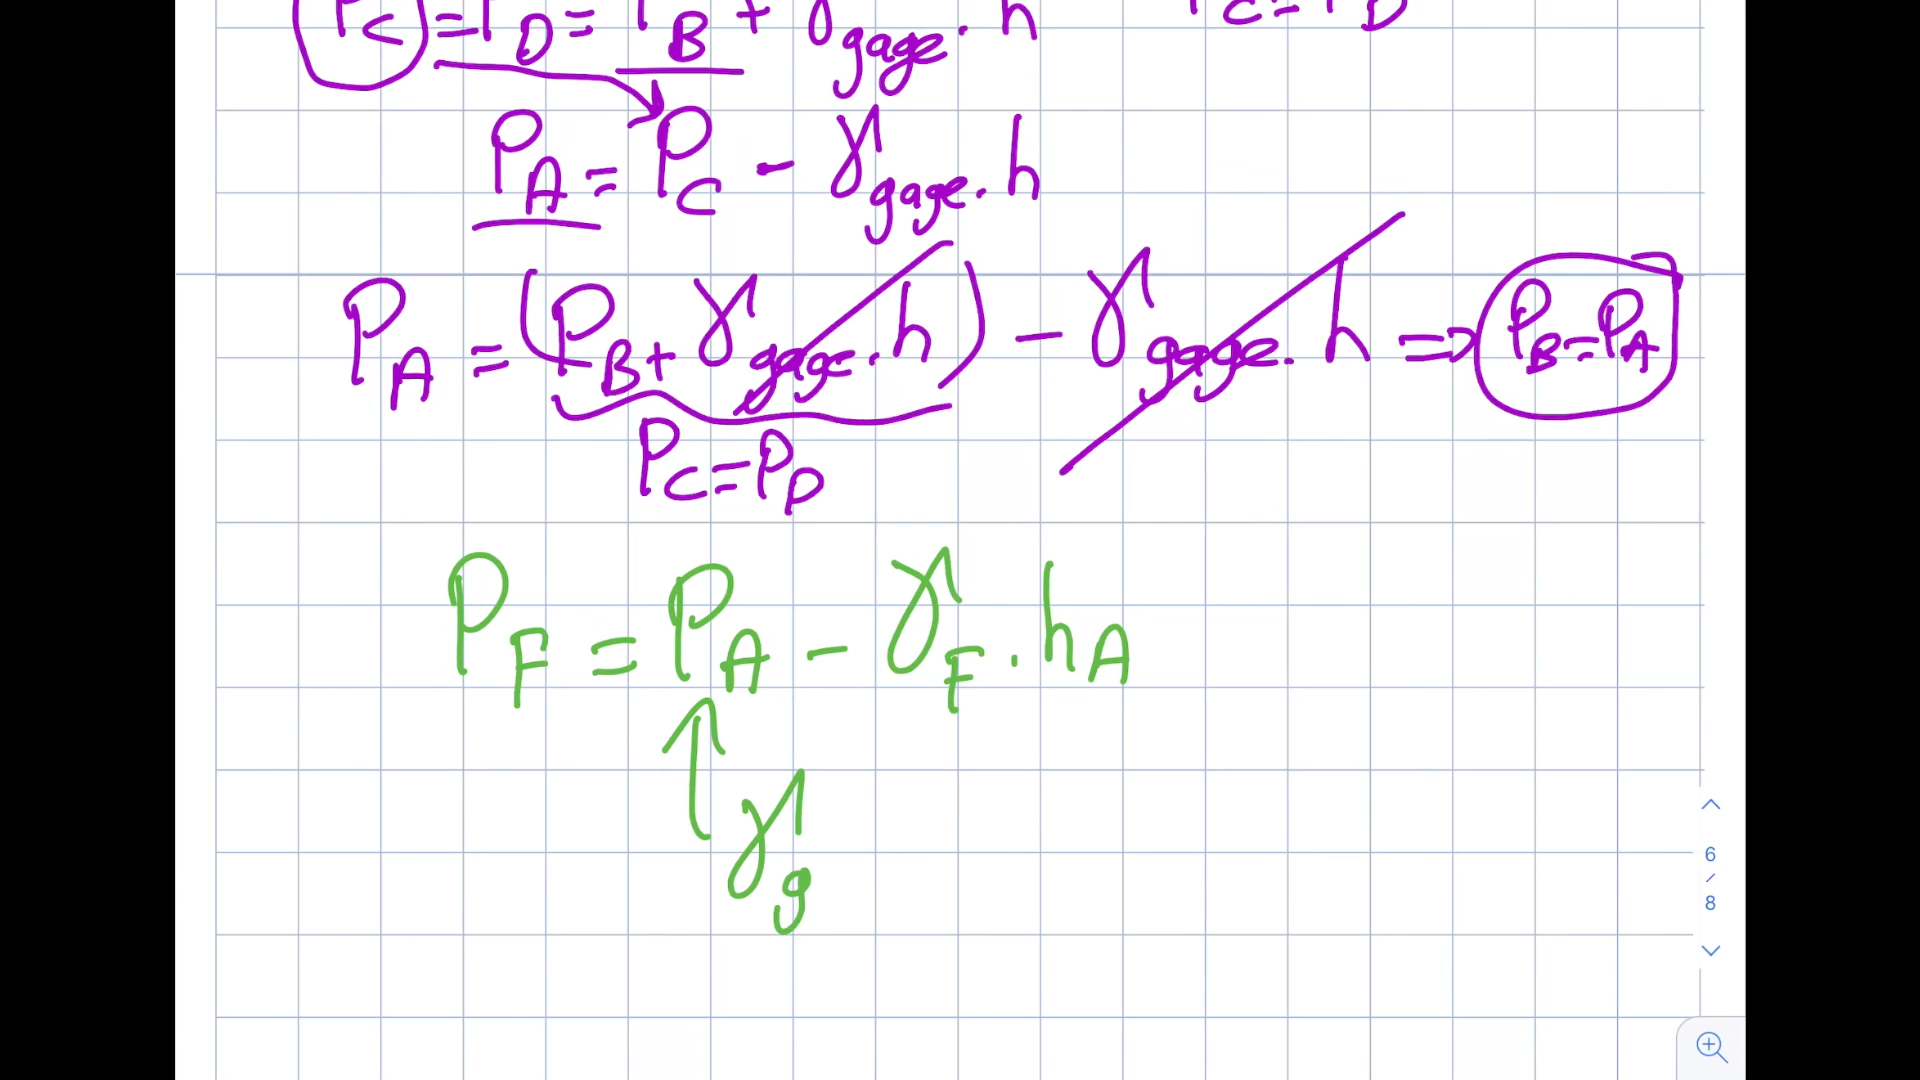 P_C = P_D = P_B + γ_gage · h P_C = P_D
P_A = P_C - γ_gage · h
P_A = (P_B + γ_gage · h) - γ_gage · h ⇒ P_B = P_A
P_C = P_D
P_F = P_A - γ_F · h_A
γ_g
6
/
8